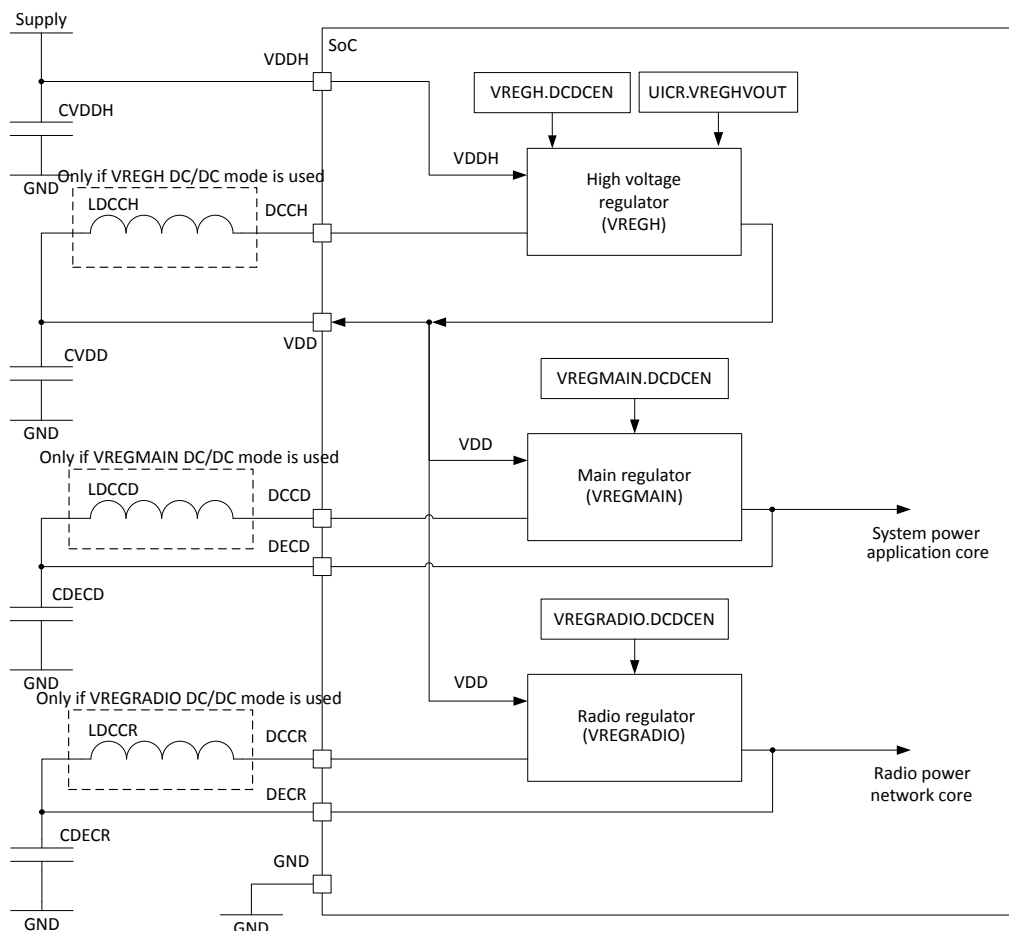 Supply
SoC
VDDH
VREGH.DCDCEN
UICR.VREGHVOUT
CVDDH
VDDH
GND
Only if VREGH DC/DC mode is used
High voltage
regulator
(VREGH)
LDCCH
DCCH
VDD
CVDD
VREGMAIN.DCDCEN
GND
VDD
Only if VREGMAIN DC/DC mode is used
Main regulator
(VREGMAIN)
LDCCD
DCCD
System power
application core
DECD
CDECD
VREGRADIO.DCDCEN
GND
VDD
Only if VREGRADIO DC/DC mode is used
Radio regulator
(VREGRADIO)
LDCCR
DCCR
Radio power
network core
DECR
CDECR
GND
GND
GND